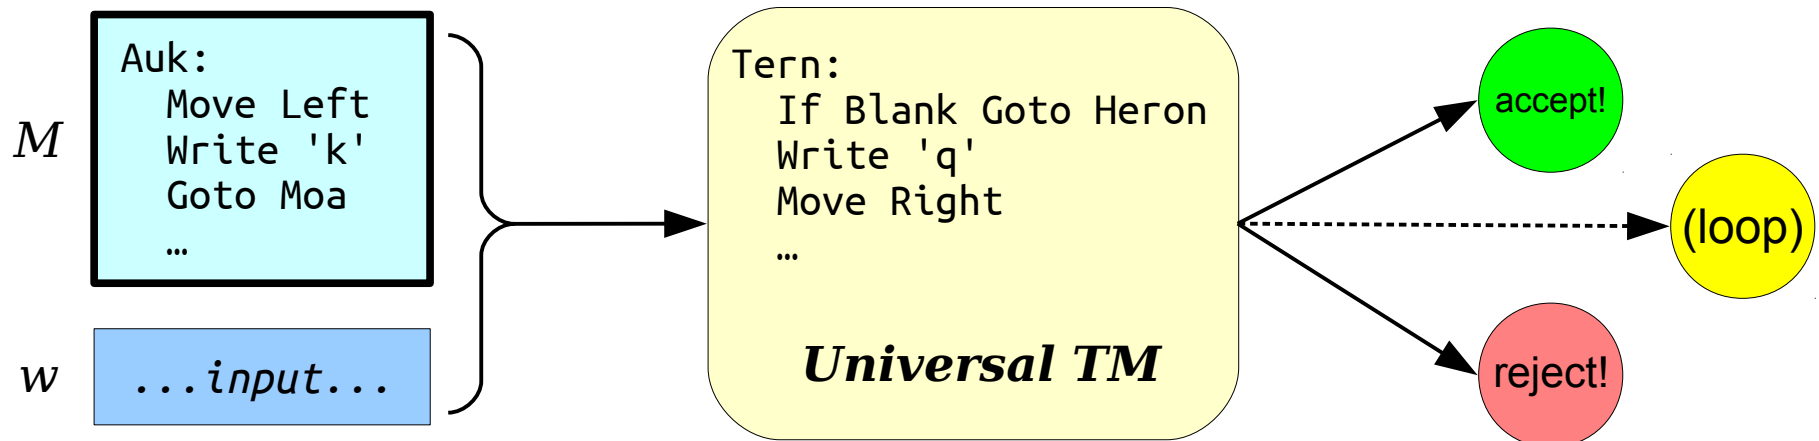 M
Auk:
Move Left
Write 'k'
Goto Moa
…
w
...input...
Tern:
If Blank Goto Heron
Write 'q'
Move Right
…
Universal TM
accept!
(loop)
reject!